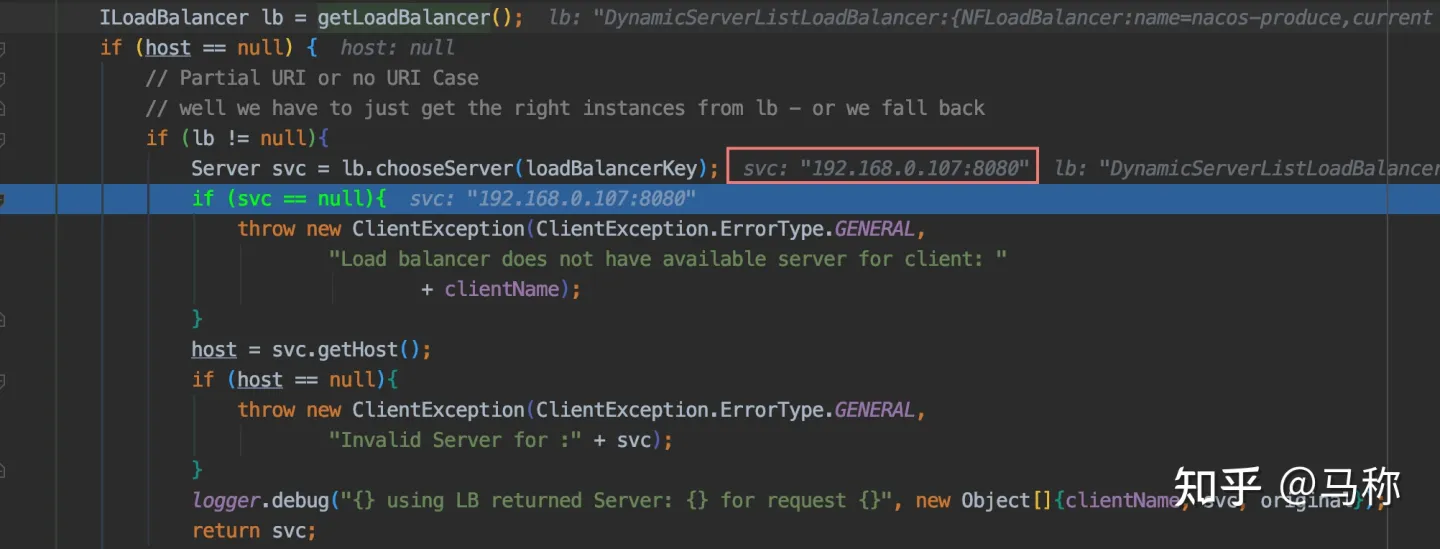 ILoadBalancer lb = getLoadBalancer(); lb: "DynamicServerListLoadBalancer:{NFLoadBalancer:name=nacos-produce,current
if (host == null) { host: null
// Partial URI or no URI Case
// well we have to just get the right instances from lb - or we fall back
if (lb != null){
Server svc = lb.chooseServer(loadBalancerKey); svc: "192.168.0.107:8080" lb: "DynamicServerListLoadBalancer
if (svc == null){ svc: "192.168.0.107:8080"
throw new ClientException(ClientException.ErrorType.GENERAL,
"Load balancer does not have available server for client: "
+ clientName);
}
host = svc.getHost();
if (host == null){
throw new ClientException(ClientException.ErrorType.GENERAL,
"Invalid Server for :" + svc);
}
logger.debug("{} using LB returned Server: {} for request {}", new Object[]{clientName, svc, original});
return svc;
知乎 @马称